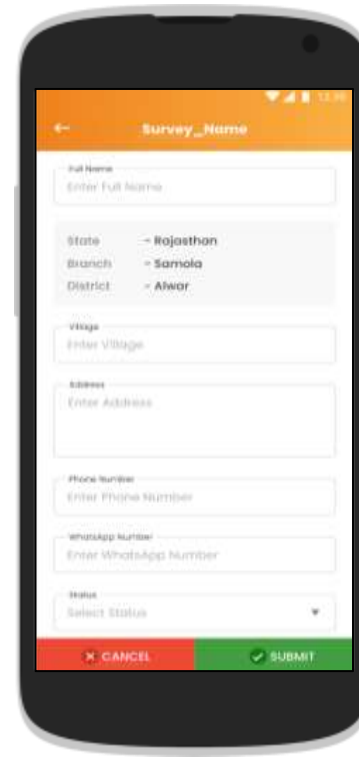 Survey_Name
Full Name
Enter Full Name
State - Rajasthan
Branch - Samola
District - Alwar
Village
Enter Village
Address
Enter Address
Phone Number
Enter Phone Number
WhatsApp Number
Enter WhatsApp Number
Status
Select Status
CANCEL SUBMIT